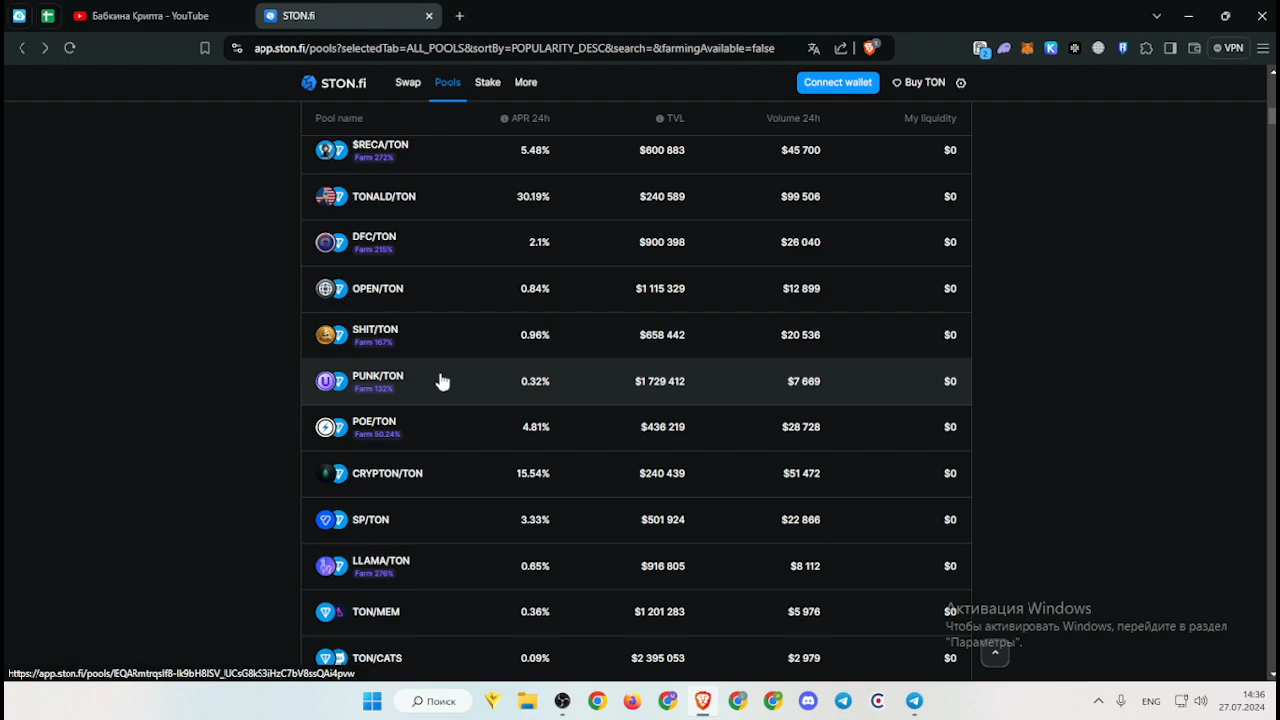 Бабкина Крипта - YouTube
STON.fi
app.ston.fi/pools?selectedTab=ALL_POOLS&sortBy=POPULARITY_DESC&search=&farmingAvailable=false
2
1
VPN
STON.fi
Swap
Pools
Stake
More
Connect wallet
Buy TON
Pool name
APR 24h
TVL
Volume 24h
My liquidity
$RECA/TON
Farm 272%
5.48%
$600 883
$45 700
$0
TONALD/TON
30.19%
$240 589
$99 506
$0
DFC/TON
Farm 215%
2.1%
$900 398
$26 040
$0
OPEN/TON
0.84%
$1 115 329
$12 899
$0
SHIT/TON
Farm 167%
0.96%
$658 442
$20 536
$0
PUNK/TON
Farm 132%
0.32%
$1 729 412
$7 669
$0
POE/TON
Farm 50.24%
4.81%
$436 219
$28 728
$0
CRYPTON/TON
15.54%
$240 439
$51 472
$0
SP/TON
3.33%
$501 924
$22 866
$0
LLAMA/TON
Farm 276%
0.65%
$916 805
$8 112
$0
TON/MEM
0.36%
$1 201 283
$5 976
$0
TON/CATS
0.09%
$2 395 053
$2 979
$0
Активация Windows
Чтобы активировать Windows, перейдите в раздел
"Параметры".
Поиск
ENG
14:36
27.07.2024